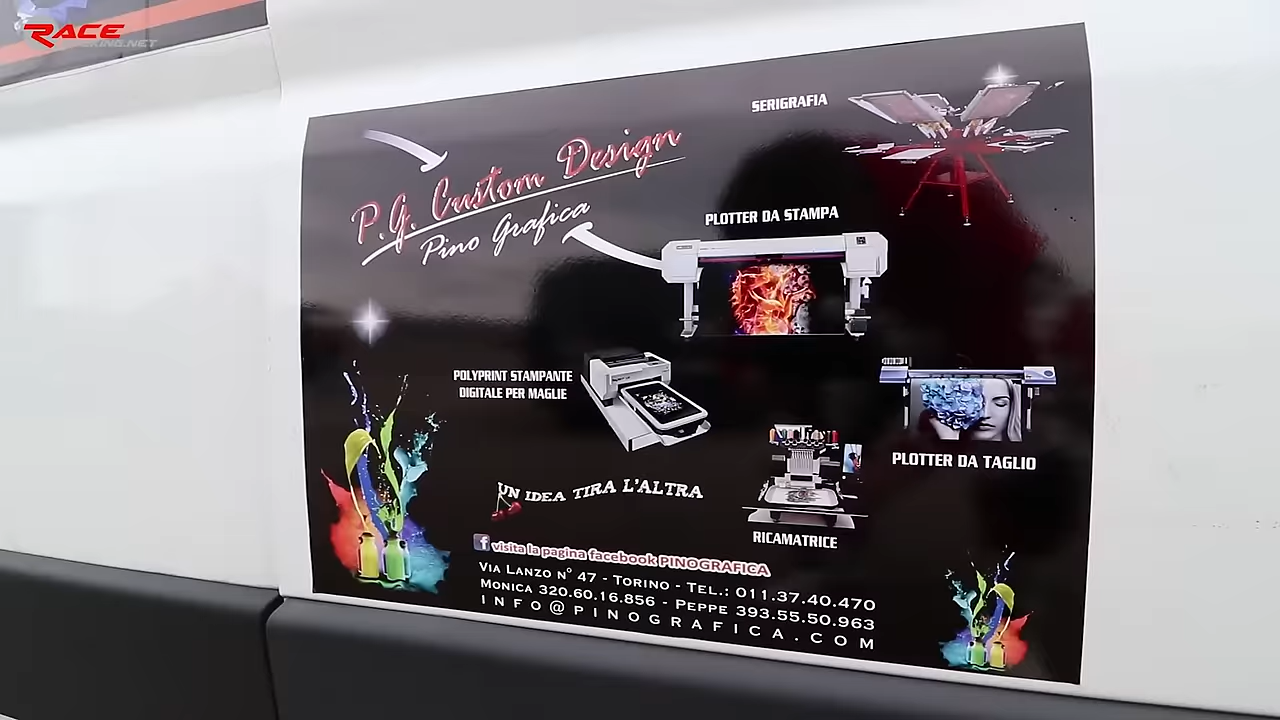 RACE
SERIGRAFIA
P.G. Custom Design
Pino Grafica
PLOTTER DA STAMPA
POLYPRINT STAMPANTE
DIGITALE PER MAGLIE
PLOTTER DA TAGLIO
UN IDEA TIRA L'ALTRA
RICAMATRICE
f visita la pagina facebook PINOGRAFICA
VIA LANZO N° 47 - TORINO - TEL.: 011.37.40.470
MONICA 320.60.16.856 - PEPPE 393.55.50.963
INFO@PINOGRAFICA.COM